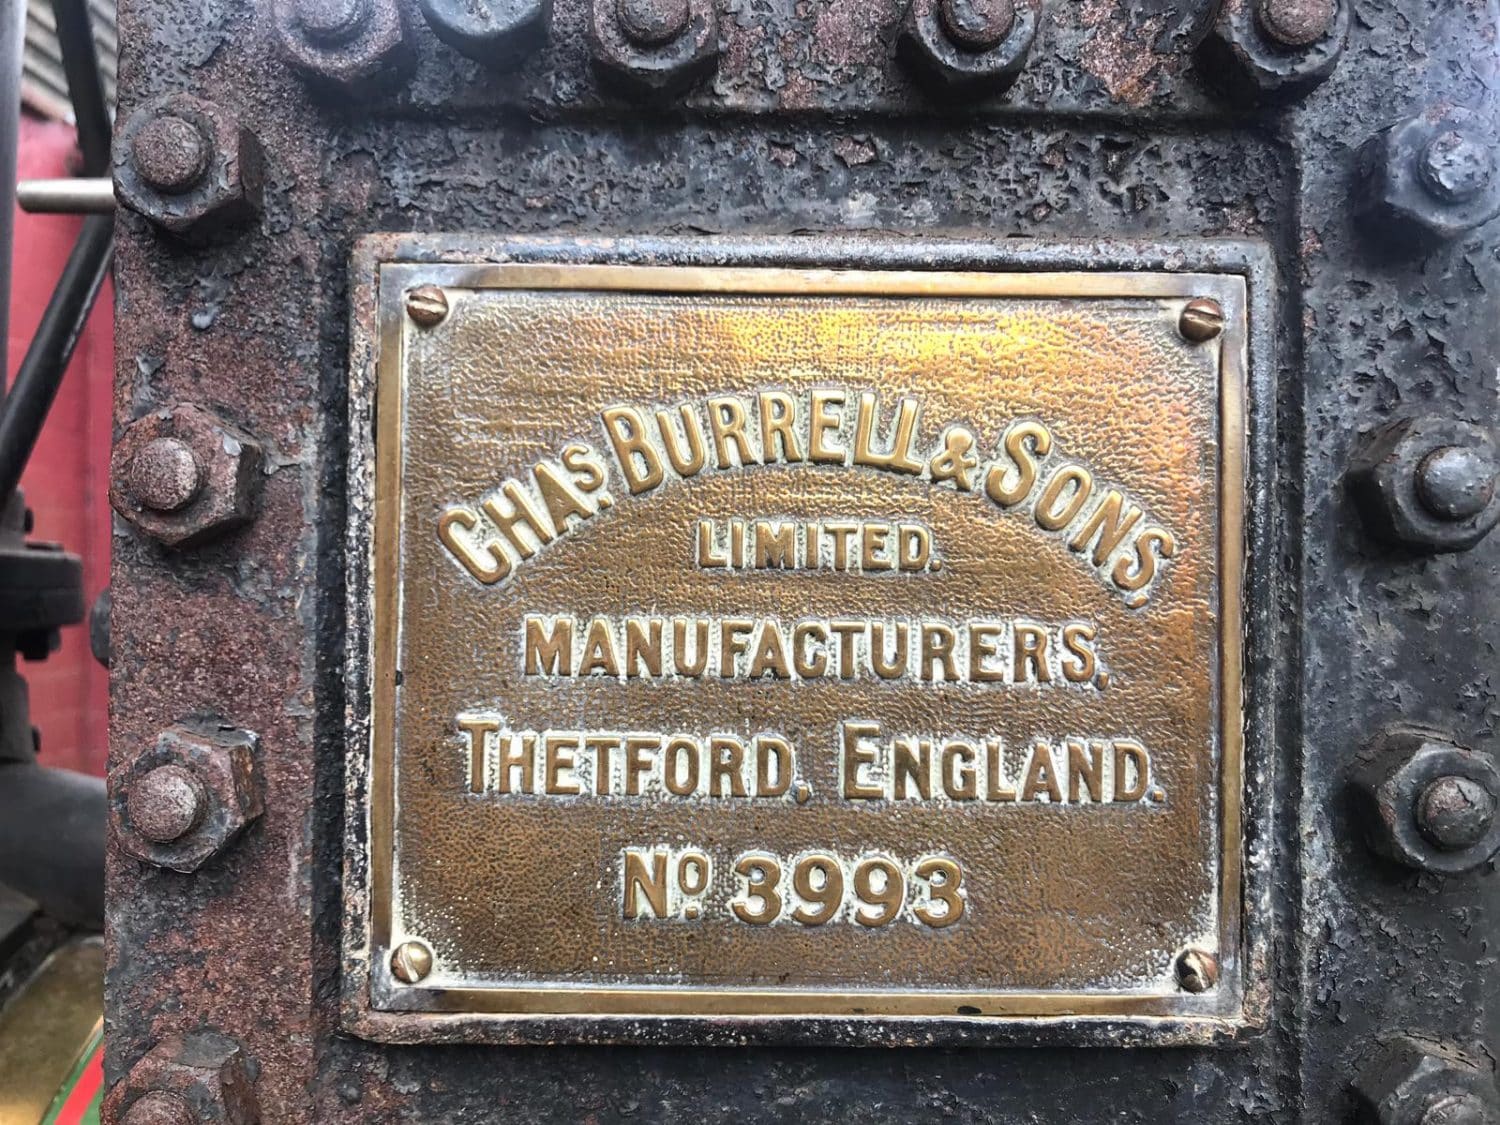 CHAS. BURRELL & SONS,
LIMITED.
MANUFACTURERS,
THETFORD, ENGLAND.
NO. 3993